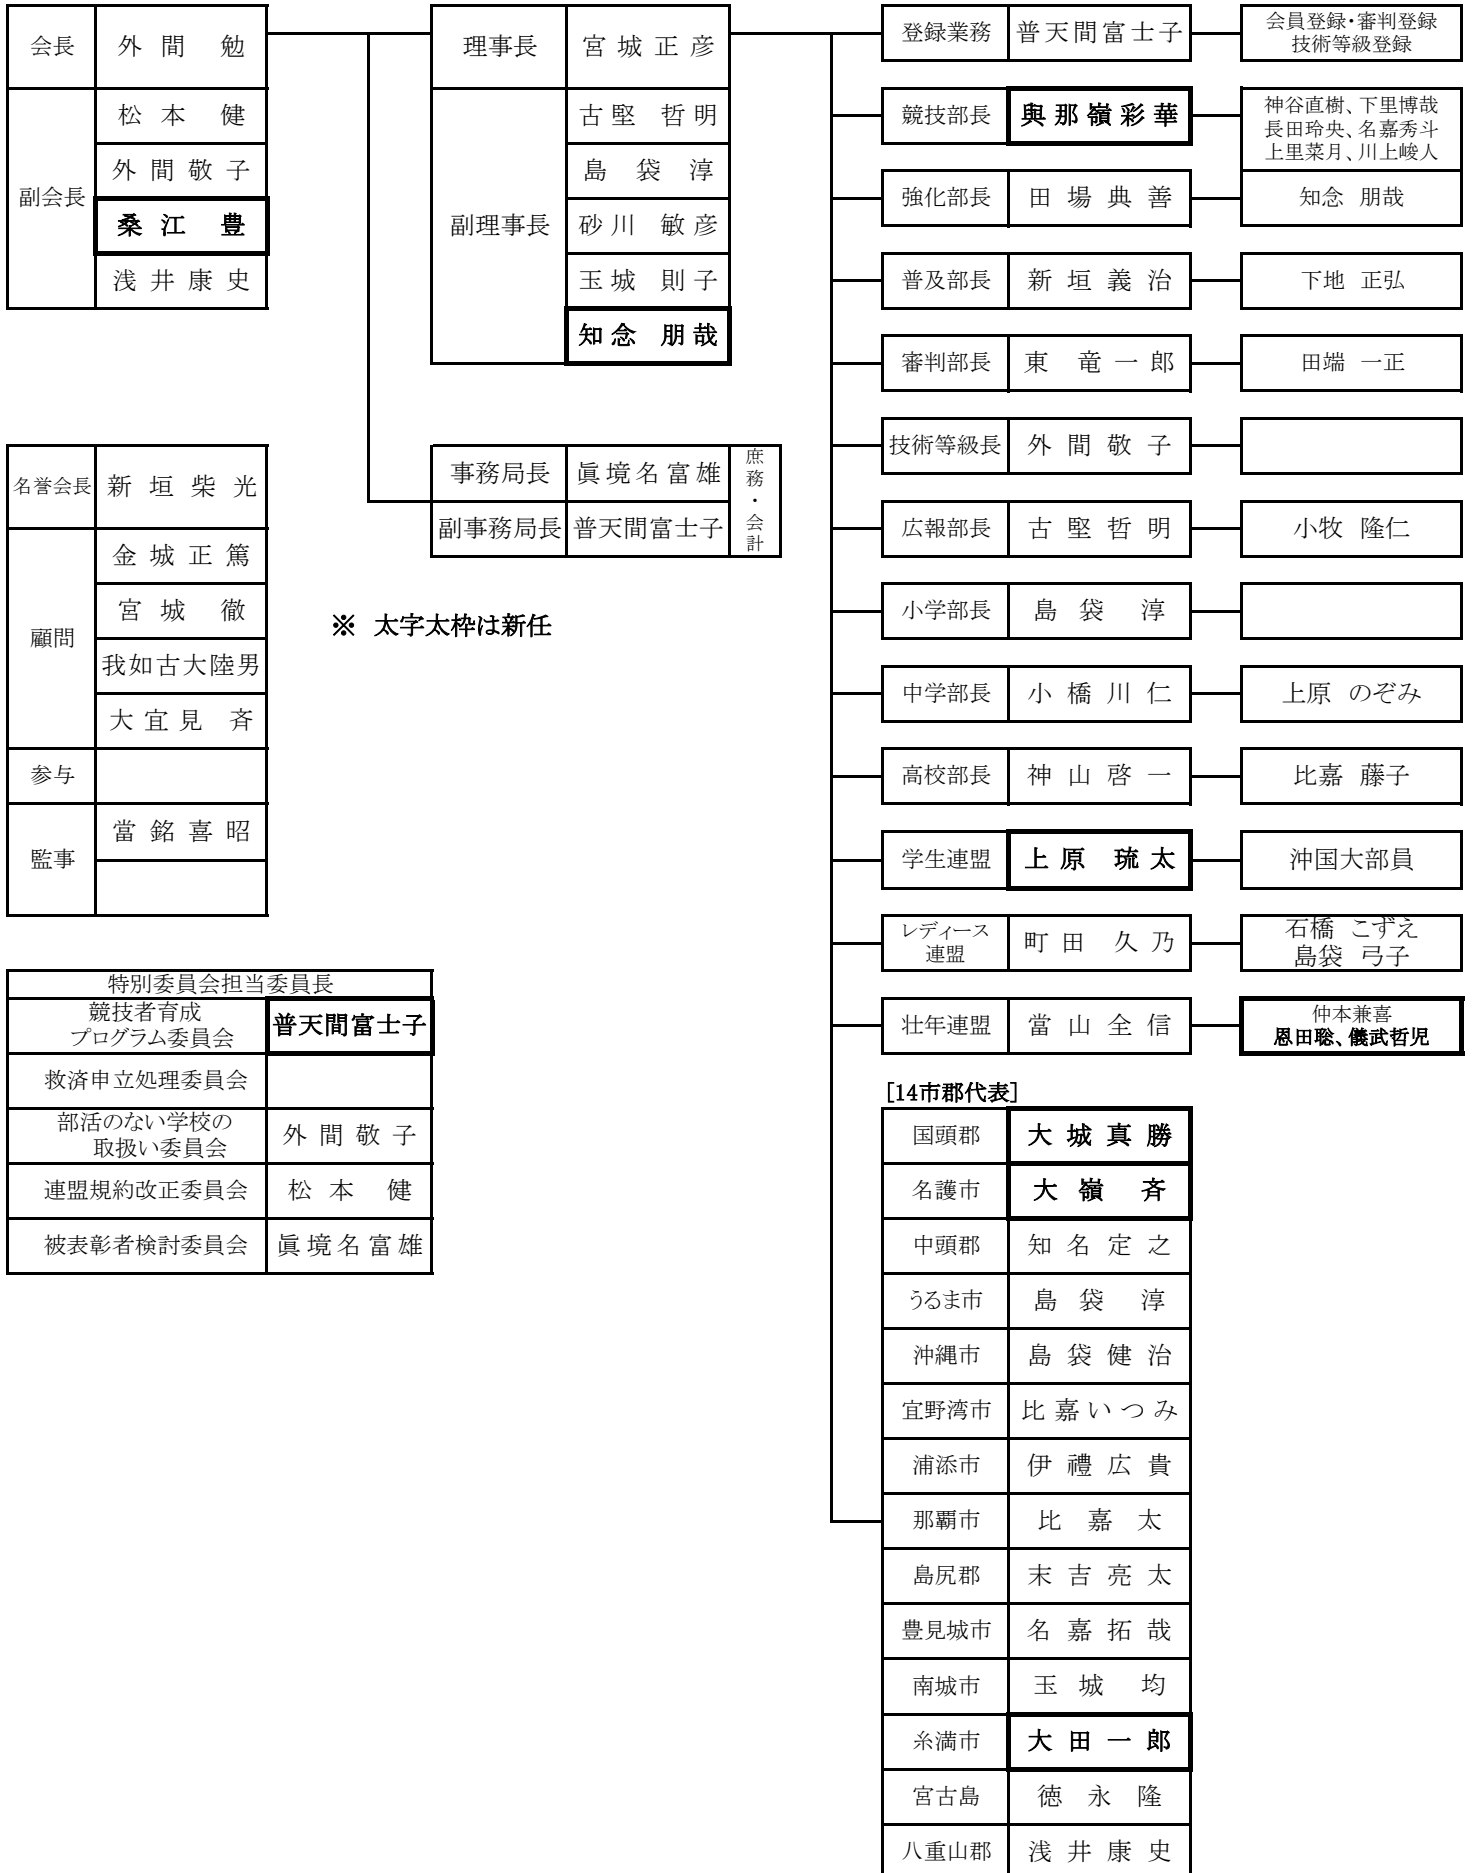 会長 外間 勉
副会長
松本 健
外間敬子
桑江 豊
浅井康史
名誉会長 新垣柴光
顧問
金城正篤
宮城 徹
我如古大陸男
大宜見 斉
参与
監事
當銘喜昭
特別委員会担当委員長
競技者育成
プログラム委員会
普天間富士子
救済申立処理委員会
部活のない学校の
取扱い委員会
外間敬子
連盟規約改正委員会 松本 健
被表彰者検討委員会 眞境名富雄
理事長 宮城正彦
副理事長
古堅 哲明
島袋 淳
砂川 敏彦
玉城 則子
知念 朋哉
事務局長 眞境名富雄
副事務局長 普天間富士子
庶務・会計
※ 太字太枠は新任
登録業務 普天間富士子
会員登録・審判登録
技術等級登録
競技部長 與那嶺彩華
神谷直樹、下里博哉
長田玲央、名嘉秀斗
上里菜月、川上峻人
強化部長 田場典善 知念 朋哉
普及部長 新垣義治 下地 正弘
審判部長 東 竜一郎 田端 一正
技術等級長 外間敬子
広報部長 古堅哲明 小牧 隆仁
小学部長 島袋 淳
中学部長 小橋川仁 上原 のぞみ
高校部長 神山啓一 比嘉 藤子
学生連盟 上原 琉太 沖国大部員
レディース
連盟
町田 久乃
石橋 こずえ
島袋 弓子
壮年連盟 當山全信
仲本兼喜
恩田聡、儀武哲児
[14市郡代表]
国頭郡 大城真勝
名護市 大嶺 斉
中頭郡 知名定之
うるま市 島袋 淳
沖縄市 島袋健治
宜野湾市 比嘉いつみ
浦添市 伊禮広貴
那覇市 比嘉太
島尻郡 末吉亮太
豊見城市 名嘉拓哉
南城市 玉城 均
糸満市 大田一郎
宮古島 徳永隆
八重山郡 浅井康史